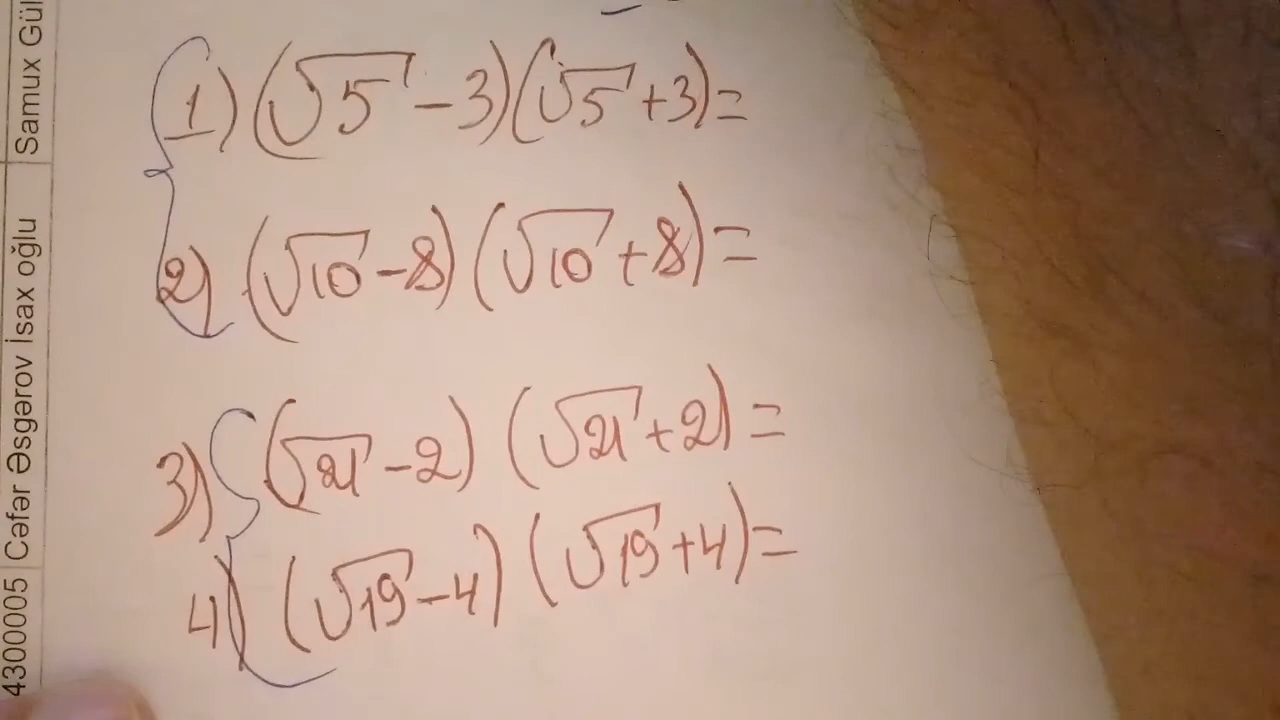 1) (√5 - 3)(√5 + 3) =
2) (√10 - 8)(√10 + 8) =
3) (√21 - 2) (√21 + 2) =
4) (√19 - 4) (√19 + 4) =
4300005 Cəfər Əsgərov İsax oğlu Samux Gül